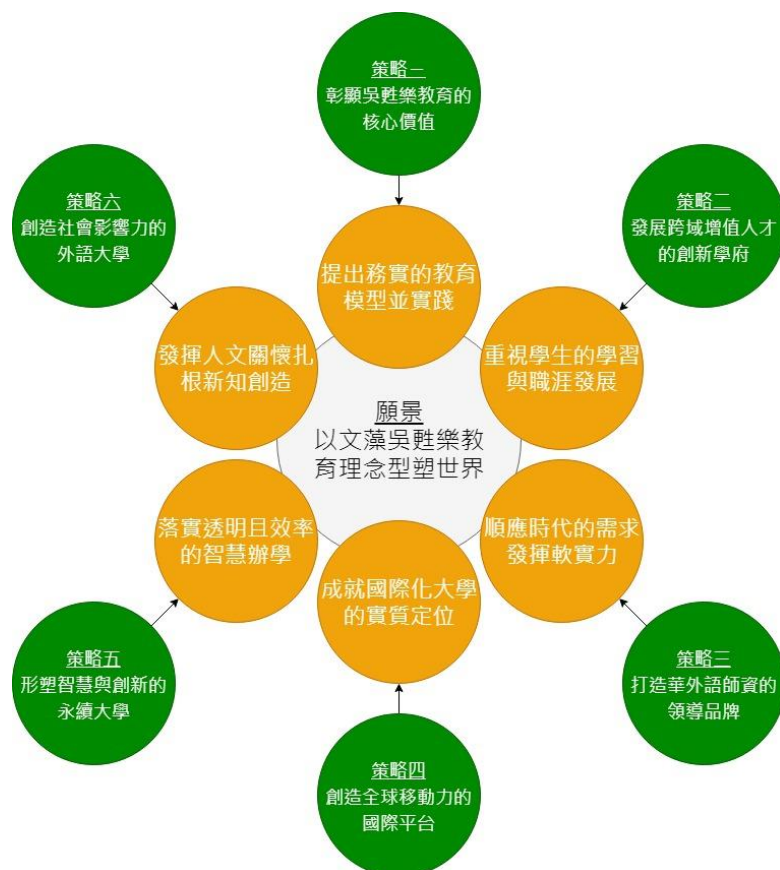 策略一
彰顯吳甦樂教育的
核心價值
策略六
創造社會影響力的
外語大學
策略二
發展跨域增值人才
的創新學府
提出務實的教育
模型並實踐
發揮人文關懷扎
根新知創造
重視學生的學習
與職涯發展
願景
以文藻吳甦樂教
育理念型塑世界
落實透明且效率
的智慧辦學
順應時代的需求
發揮軟實力
成就國際化大學
的實質定位
策略五
形塑智慧與創新的
永續大學
策略三
打造華外語師資的
領導品牌
策略四
創造全球移動力的
國際平台